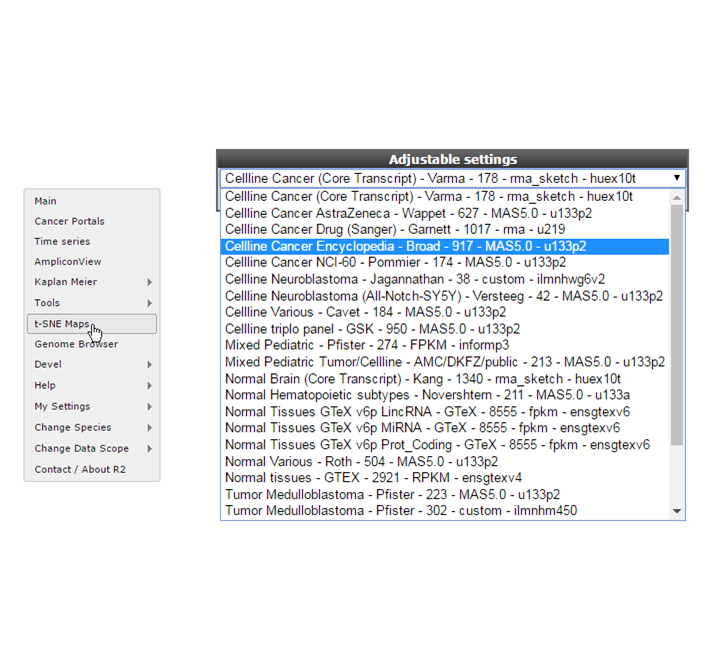 Main
Cancer Portals
Time series
AmpliconView
Kaplan Meier
Tools
t-SNE Maps
Genome Browser
Devel
Help
My Settings
Change Species
Change Data Scope
Contact / About R2
Adjustable settings
Cellline Cancer (Core Transcript) - Varma - 178 - rma_sketch - huex10t
Cellline Cancer (Core Transcript) - Varma - 178 - rma_sketch - huex10t
Cellline Cancer AstraZeneca - Wappet - 627 - MAS5.0 - u133p2
Cellline Cancer Drug (Sanger) - Garnett - 1017 - rma - u219
Cellline Cancer Encyclopedia - Broad - 917 - MAS5.0 - u133p2
Cellline Cancer NCI-60 - Pommier - 174 - MAS5.0 - u133p2
Cellline Neuroblastoma - Jagannathan - 38 - custom - ilmnhwg6v2
Cellline Neuroblastoma (All-Notch-SY5Y) - Versteeg - 42 - MAS5.0 - u133p2
Cellline Various - Cavet - 184 - MAS5.0 - u133p2
Cellline triplo panel - GSK - 950 - MAS5.0 - u133p2
Mixed Pediatric - Pfister - 274 - FPKM - informp3
Mixed Pediatric Tumor/Cellline - AMC/DKFZ/public - 213 - MAS5.0 - u133p2
Normal Brain (Core Transcript) - Kang - 1340 - rma_sketch - huex10t
Normal Hematopoietic subtypes - Novershtern - 211 - MAS5.0 - u133a
Normal Tissues GTeX v6p LincRNA - GTeX - 8555 - fpkm - ensgtexv6
Normal Tissues GTeX v6p MiRNA - GTeX - 8555 - fpkm - ensgtexv6
Normal Tissues GTeX v6p Prot_Coding - GTeX - 8555 - fpkm - ensgtexv6
Normal Various - Roth - 504 - MAS5.0 - u133p2
Normal tissues - GTEX - 2921 - RPKM - ensgtexv4
Tumor Medulloblastoma - Pfister - 223 - MAS5.0 - u133p2
Tumor Medulloblastoma - Pfister - 302 - custom - ilmnhm450